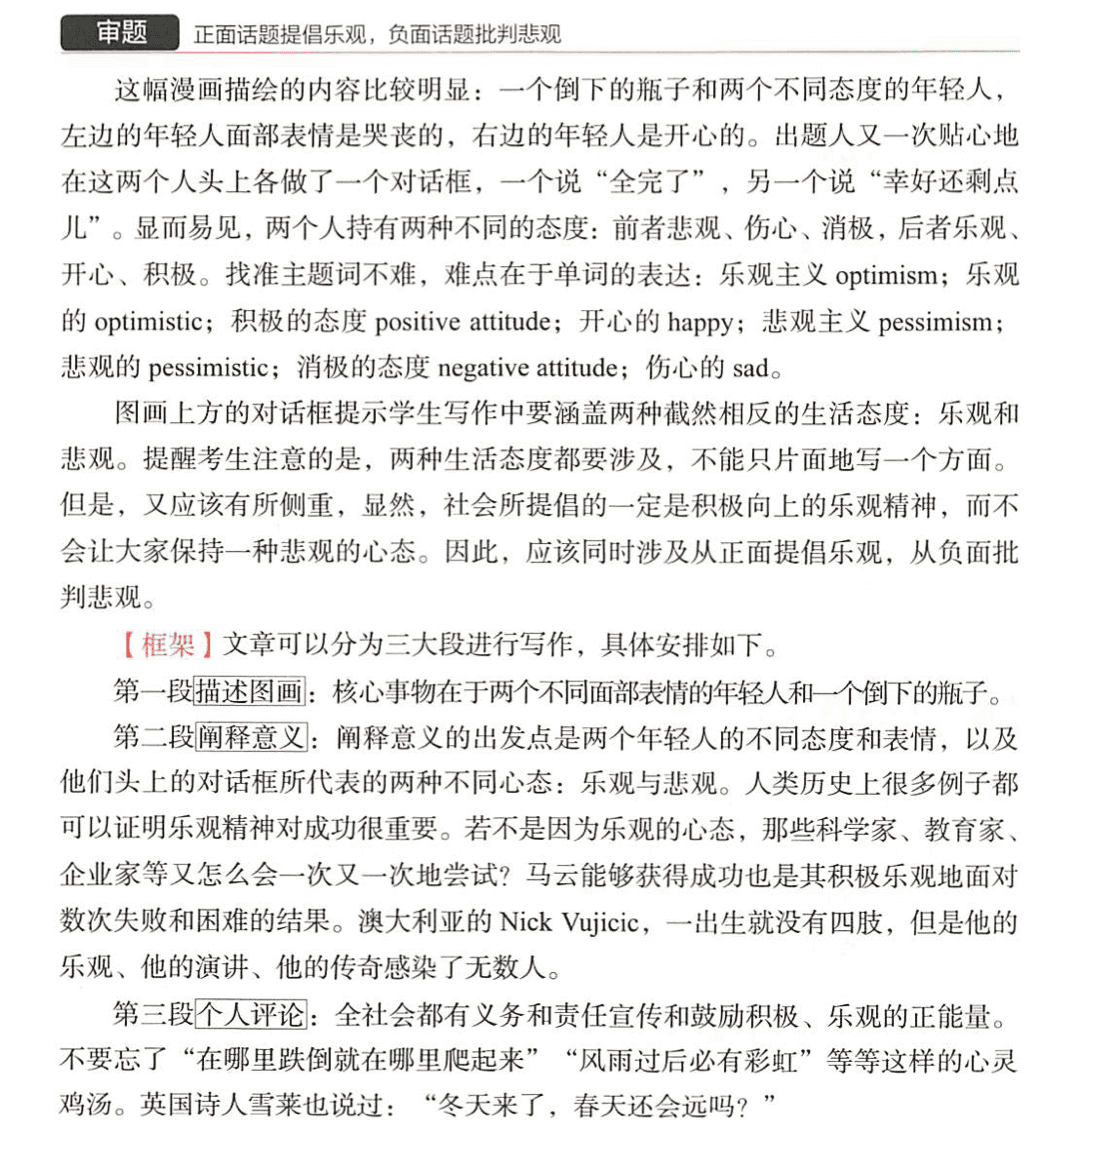 审题 正面话题提倡乐观，负面话题批判悲观
这幅漫画描绘的内容比较明显：一个倒下的瓶子和两个不同态度的年轻人，
左边的年轻人面部表情是哭丧的，右边的年轻人是开心的。出题人又一次贴心地
在这两个人头上各做了一个对话框，一个说“全完了”，另一个说“幸好还剩点
儿”。显而易见，两个人持有两种不同的态度：前者悲观、伤心、消极，后者乐观、
开心、积极。找准主题词不难，难点在于单词的表达：乐观主义 optimism；乐观
的 optimistic；积极的态度 positive attitude；开心的 happy；悲观主义 pessimism；
悲观的 pessimistic；消极的态度 negative attitude；伤心的 sad。
图画上方的对话框提示学生写作中要涵盖两种截然相反的生活态度：乐观和
悲观。提醒考生注意的是，两种生活态度都要涉及，不能只片面地写一个方面。
但是，又应该有所侧重，显然，社会所提倡的一定是积极向上的乐观精神，而不
会让大家保持一种悲观的心态。因此，应该同时涉及从正面提倡乐观，从负面批
判悲观。
【框架】文章可以分为三大段进行写作，具体安排如下。
第一段描述图画：核心事物在于两个不同面部表情的年轻人和一个倒下的瓶子。
第二段阐释意义：阐释意义的出发点是两个年轻人的不同态度和表情，以及
他们头上的对话框所代表的两种不同心态：乐观与悲观。人类历史上很多例子都
可以证明乐观精神对成功很重要。若不是因为乐观的心态，那些科学家、教育家、
企业家等又怎么会一次又一次地尝试？马云能够获得成功也是其积极乐观地面对
数次失败和困难的结果。澳大利亚的 Nick Vujicic，一出生就没有四肢，但是他的
乐观、他的演讲、他的传奇感染了无数人。
第三段个人评论：全社会都有义务和责任宣传和鼓励积极、乐观的正能量。
不要忘了“在哪里跌倒就在哪里爬起来”“风雨过后必有彩虹”等等这样的心灵
鸡汤。英国诗人雪莱也说过：“冬天来了，春天还会远吗？”